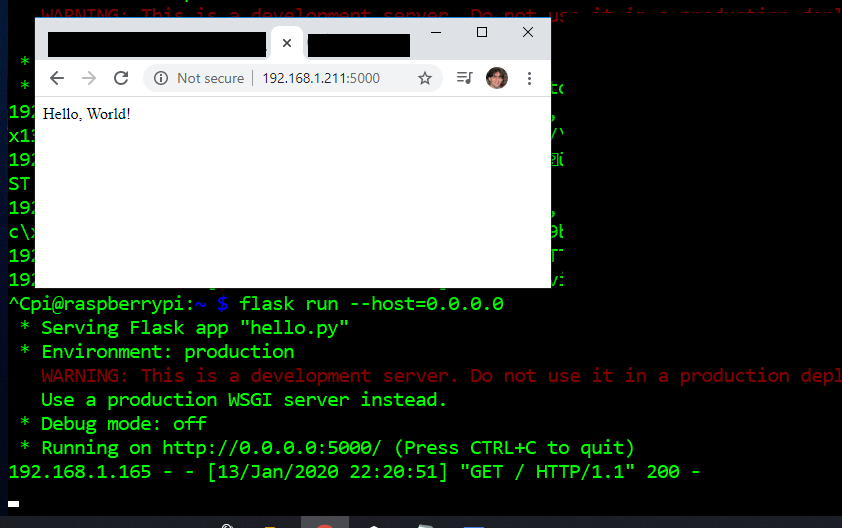 WARNING: This is a development server. Do not use it in a production depl
Not secure | 192.168.1.211:5000
Hello, World!
*
*
192
x13
192
ST
192
c\x
192
192
^Cpi@raspberrypi:~ $ flask run --host=0.0.0.0
* Serving Flask app "hello.py"
* Environment: production
WARNING: This is a development server. Do not use it in a production depl
Use a production WSGI server instead.
* Debug mode: off
* Running on http://0.0.0.0:5000/ (Press CTRL+C to quit)
192.168.1.165 - - [13/Jan/2020 22:20:51] "GET / HTTP/1.1" 200 -